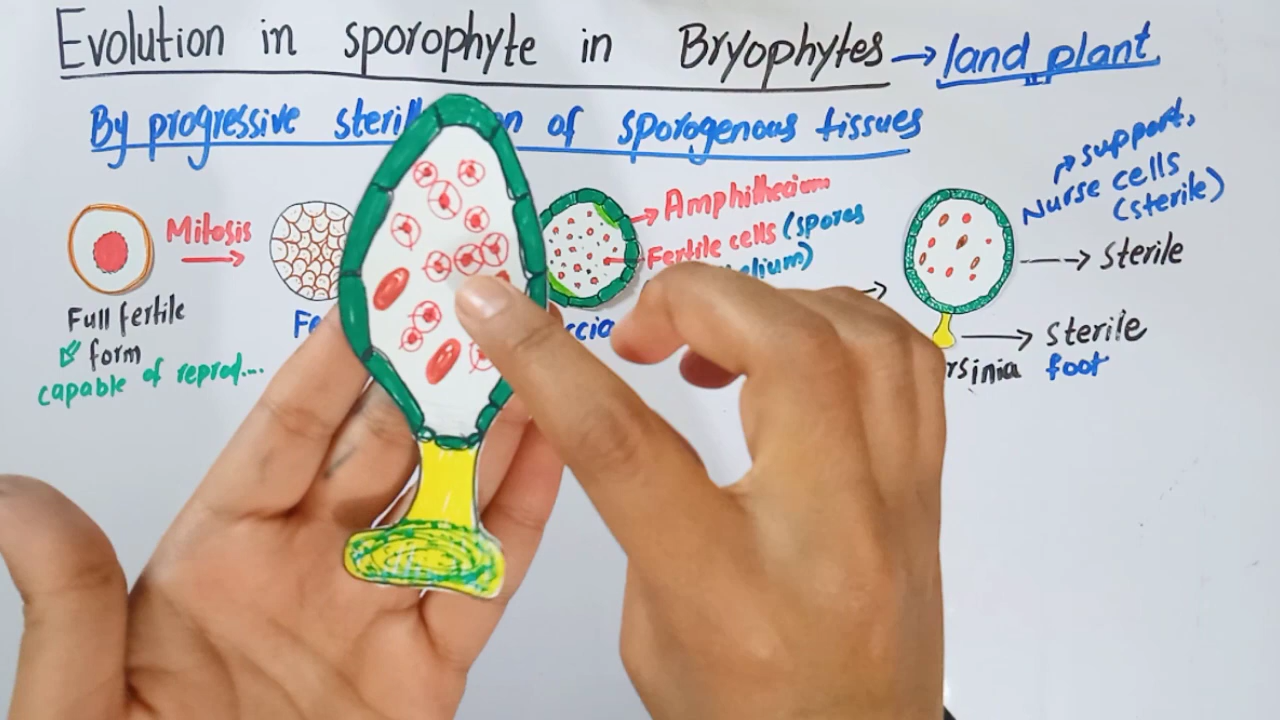 Evolution in sporophyte in Bryophytes → land plant
By progressive steril on of sporogenous tissues
Mitosis
Full fertile
form
capable of reprod....
Amphithecium
Fertile cells (spores
support,
Nurse cells
(sterile)
sterile
sterile
foot